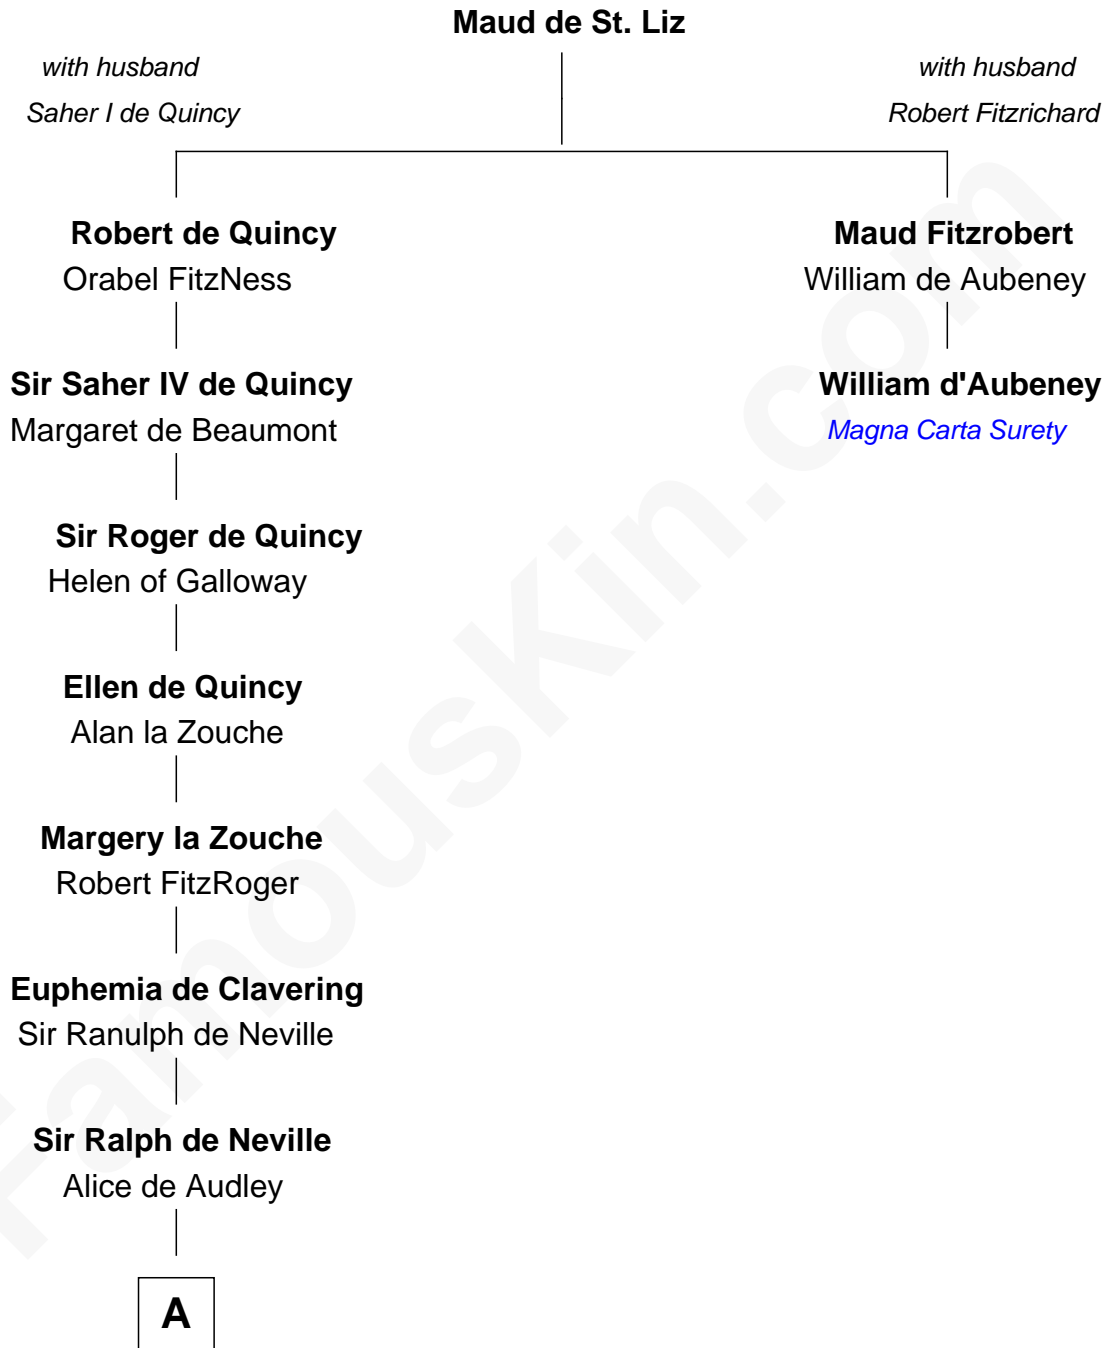 Maud de St. Liz
with husband
Saher I de Quincy
with husband
Robert Fitzrichard
Robert de Quincy
Orabel FitzNess
Maud Fitzrobert
William de Aubeney
Sir Saher IV de Quincy
Margaret de Beaumont
William d'Aubeney
Magna Carta Surety
Sir Roger de Quincy
Helen of Galloway
Ellen de Quincy
Alan la Zouche
Margery la Zouche
Robert FitzRoger
Euphemia de Clavering
Sir Ranulph de Neville
Sir Ralph de Neville
Alice de Audley
A
FamousKin.com